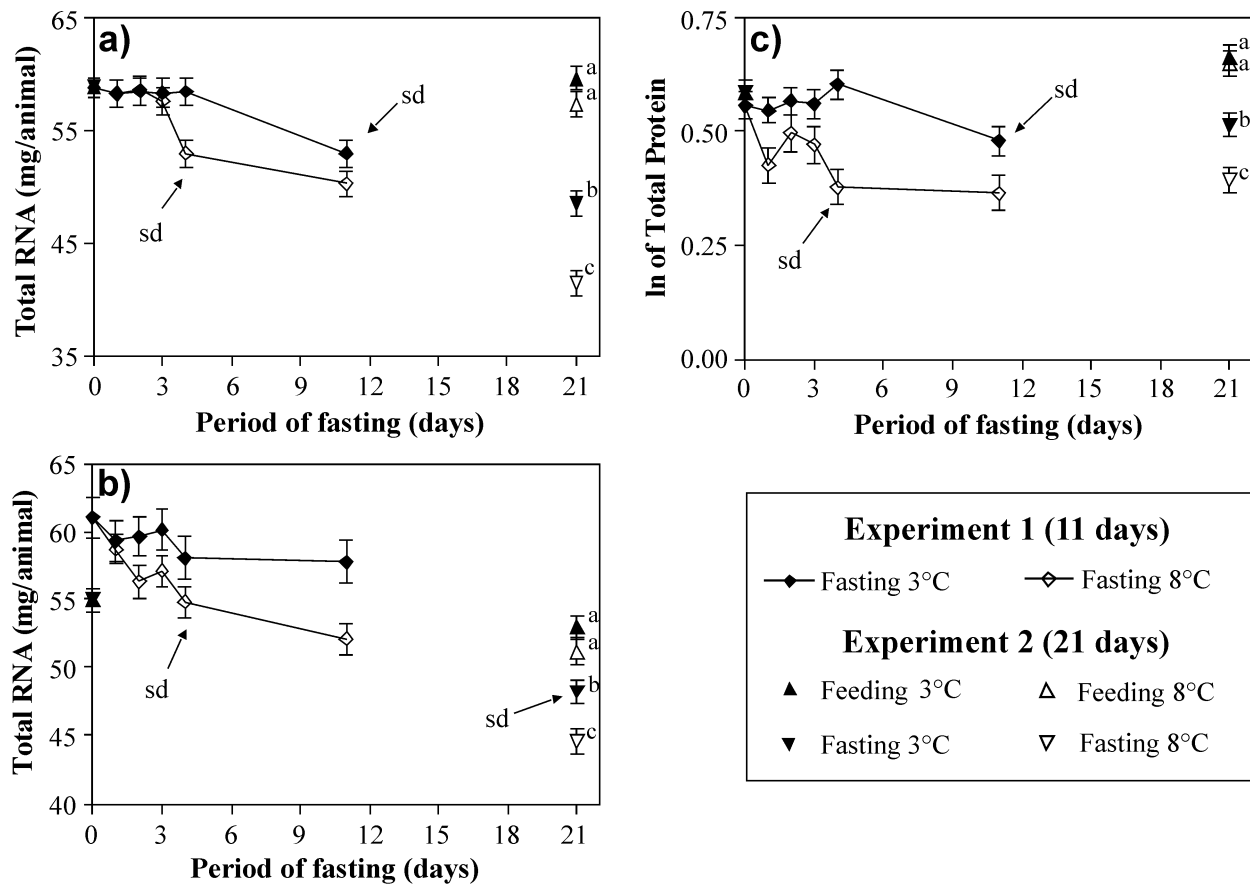 a)
Total RNA (mg/animal)
65
55
45
35
sd
sd
a
a
b
c
0 3 6 9 12 15 18 21
Period of fasting (days)
c)
ln of Total Protein
0.75
0.50
0.25
0.00
sd
sd
a
a
b
c
0 3 6 9 12 15 18 21
Period of fasting (days)
b)
Total RNA (mg/animal)
65
60
55
50
45
40
sd
sd
a
a
b
c
0 3 6 9 12 15 18 21
Period of fasting (days)
Experiment 1 (11 days)
Fasting 3°C Fasting 8°C
Experiment 2 (21 days)
Feeding 3°C Feeding 8°C
Fasting 3°C Fasting 8°C